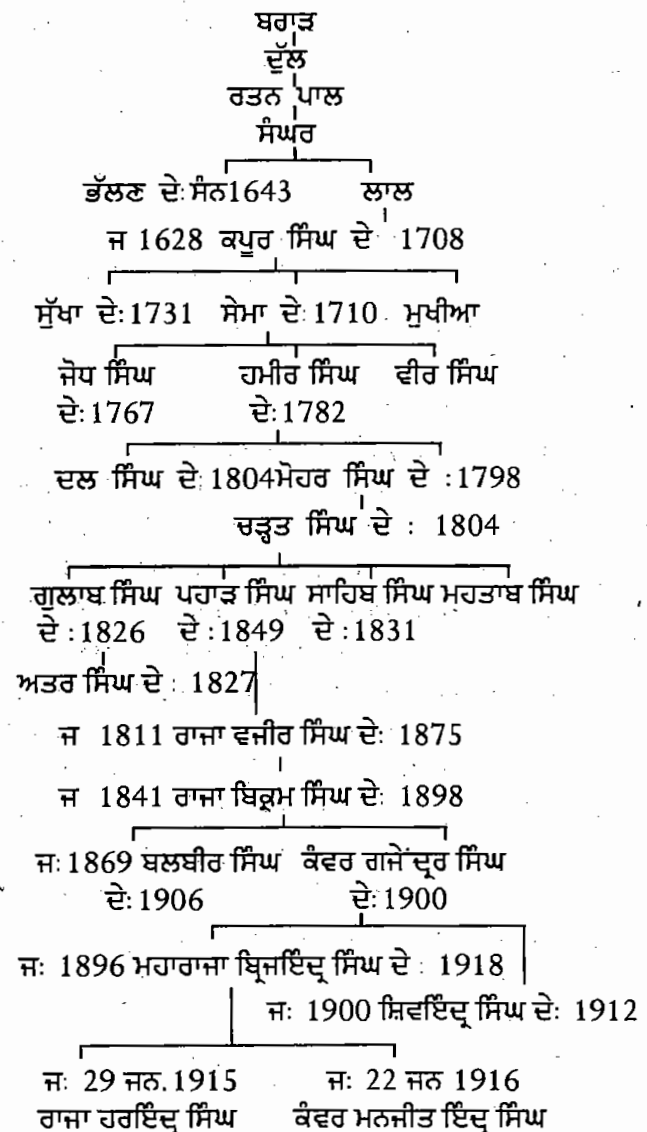 ਬਰਾੜ
ਦੁੱਲ
ਰਤਨ ਪਾਲ
ਸੰਘਰ
ਭੱਲਣ ਦੇ: ਸੰਨ1643 ਲਾਲ
ਜ 1628 ਕਪੂਰ ਸਿੰਘ ਦੇ 1708
ਸੁੱਖਾ ਦੇ: 1731 ਸੇਮਾ ਦੇ: 1710 ਮੁਖੀਆ
ਜੋਧ ਸਿੰਘ ਹਮੀਰ ਸਿੰਘ ਵੀਰ ਸਿੰਘ
ਦੇ: 1767 ਦੇ: 1782
ਦਲ ਸਿੰਘ ਦੇ: 1804ਮੋਹਰ ਸਿੰਘ ਦੇ :1798
ਚੜ੍ਹਤ ਸਿੰਘ ਦੇ : 1804
ਗੁਲਾਬ ਸਿੰਘ ਪਹਾੜ ਸਿੰਘ ਸਾਹਿਬ ਸਿੰਘ ਮਹਤਾਬ ਸਿੰਘ
ਦੇ :1826 ਦੇ :1849 ਦੇ :1831
ਅਤਰ ਸਿੰਘ ਦੇ : 1827
ਜ 1811 ਰਾਜਾ ਵਜੀਰ ਸਿੰਘ ਦੇ: 1875
ਜ 1841 ਰਾਜਾ ਬਿਕ੍ਰਮ ਸਿੰਘ ਦੇ: 1898
ਜ: 1869 ਬਲਬੀਰ ਸਿੰਘ ਕੰਵਰ ਗਜੇਂਦ੍ਰਰ ਸਿੰਘ
ਦੇ: 1906 ਦੇ: 1900
ਜ: 1896 ਮਹਾਰਾਜਾ ਬ੍ਰਿਜਇੰਦ੍ਰ ਸਿੰਘ ਦੇ : 1918
ਜ: 1900 ਸ਼ਿਵਇੰਦ੍ਰ ਸਿੰਘ ਦੇ: 1912
ਜ: 29 ਜਨ.1915 ਜ: 22 ਜਨ 1916
ਰਾਜਾ ਹਰਇੰਦ੍ਰ ਸਿੰਘ ਕੰਵਰ ਮਨਜੀਤ ਇੰਦ੍ਰ ਸਿੰਘ